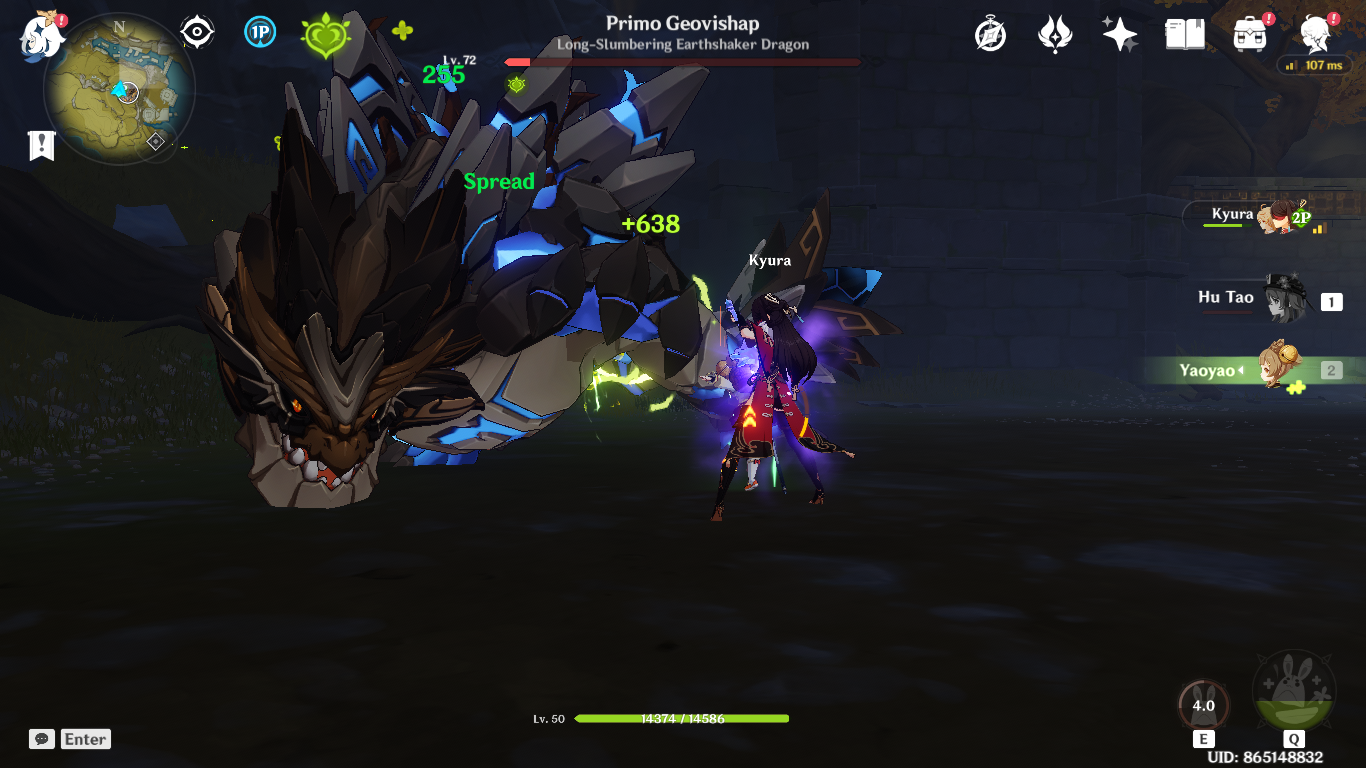 N
1P
Primo Geovishap
Long-Slumbering Earthshaker Dragon
Lv. 72
255
107 ms
Spread
+638
Kyura
2P
Kyura
Hu Tao
1
Yaoyao
2
4.0
E
Q
Lv. 50
14374 / 14586
Enter
UID: 865148832